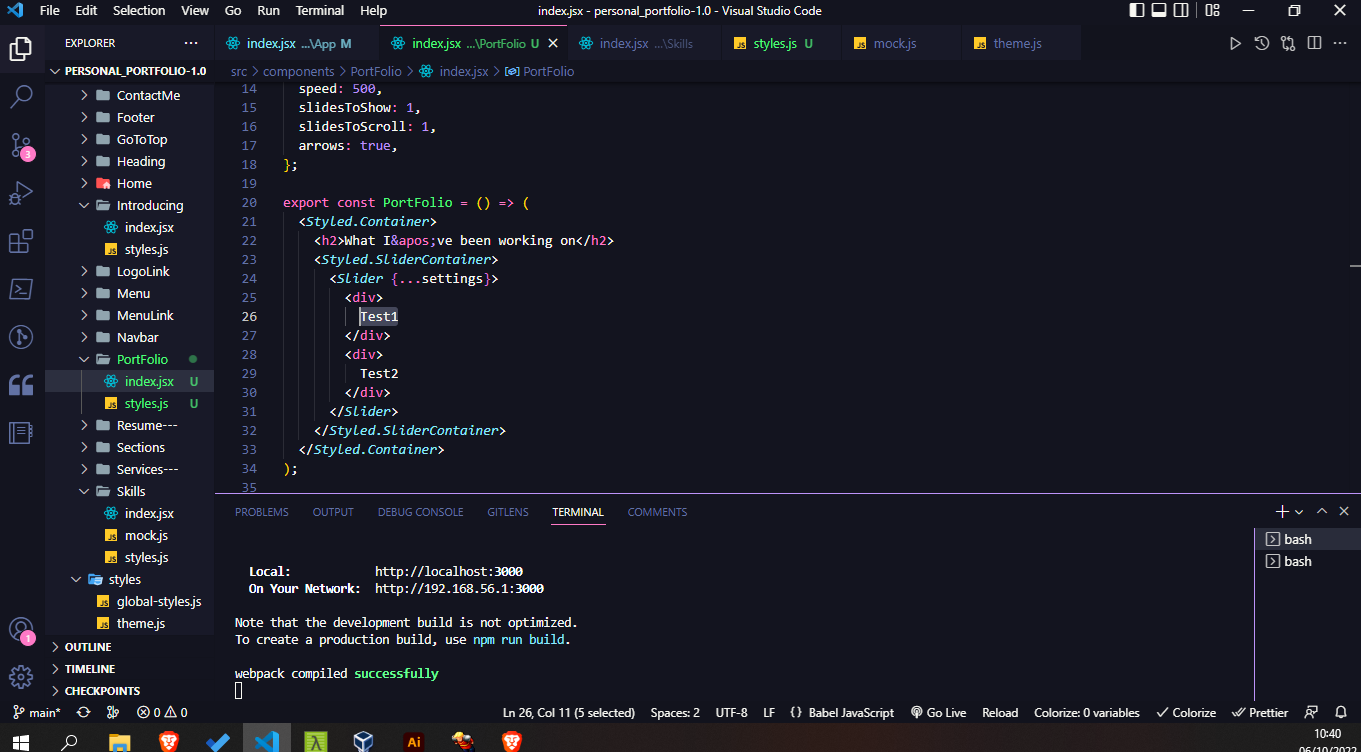 File Edit Selection View Go Run Terminal Help index.jsx - personal_portfolio-1.0 - Visual Studio Code
EXPLORER ··· index.jsx ...\App M index.jsx ...\PortFolio U index.jsx ...\Skills styles.js U mock.js theme.js
PERSONAL_PORTFOLIO-1.0
src > components > PortFolio > index.jsx > PortFolio
ContactMe
Footer
GoToTop
Heading
Home
Introducing
index.jsx
styles.js
LogoLink
Menu
MenuLink
Navbar
PortFolio
index.jsx U
styles.js U
Resume---
Sections
Services---
Skills
index.jsx
mock.js
styles.js
styles
global-styles.js
theme.js
OUTLINE
TIMELINE
CHECKPOINTS
3
1
14 speed: 500,
15 slidesToShow: 1,
16 slidesToScroll: 1,
17 arrows: true,
18 };
19
20 export const PortFolio = () => (
21 <Styled.Container>
22 <h2>What I&apos;ve been working on</h2>
23 <Styled.SliderContainer>
24 <Slider {...settings}>
25 <div>
26 Test1
27 </div>
28 <div>
29 Test2
30 </div>
31 </Slider>
32 </Styled.SliderContainer>
33 </Styled.Container>
34 );
35
PROBLEMS OUTPUT DEBUG CONSOLE GITLENS TERMINAL COMMENTS
Local: http://localhost:3000
On Your Network: http://192.168.56.1:3000
Note that the development build is not optimized.
To create a production build, use npm run build.
webpack compiled successfully
bash
bash
main* 0 0 Ln 26, Col 11 (5 selected) Spaces: 2 UTF-8 LF {} Babel JavaScript Go Live Reload Colorize: 0 variables Colorize Prettier
Ai
10:40
06/10/2022